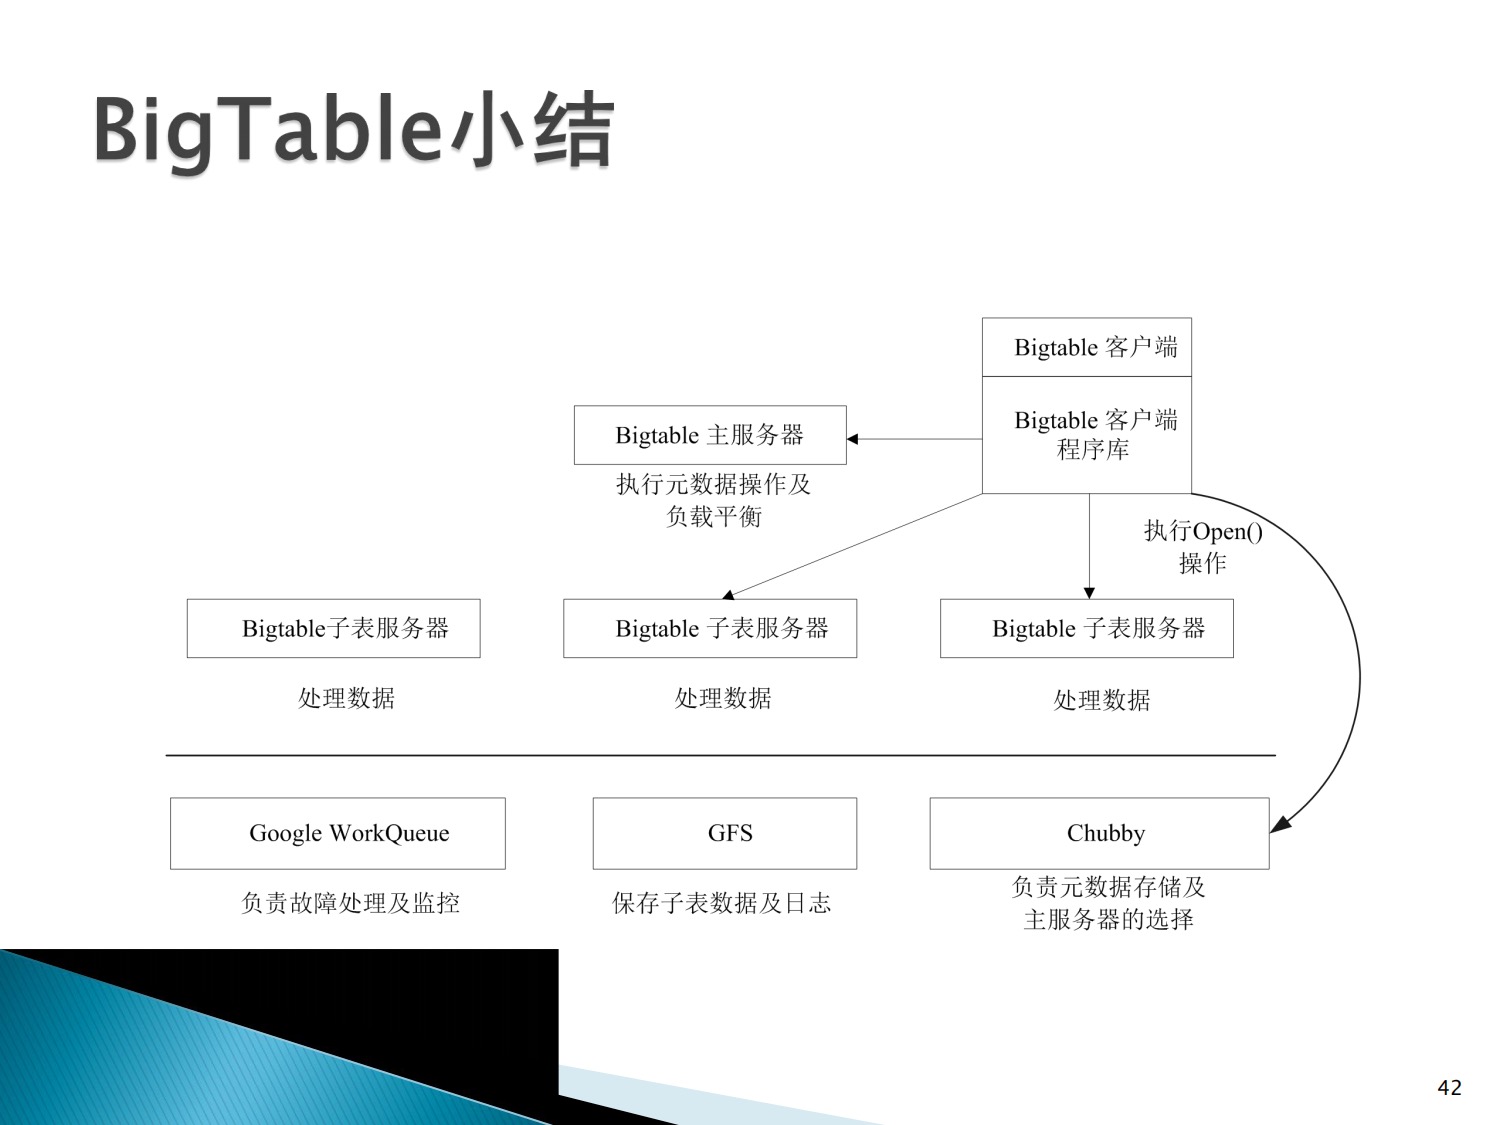 BigTable小结
Bigtable 客户端
Bigtable 客户端
程序库
Bigtable 主服务器
执行元数据操作及
负载平衡
执行Open()
操作
Bigtable子表服务器
Bigtable 子表服务器
Bigtable 子表服务器
处理数据
处理数据
处理数据
Google WorkQueue
GFS
Chubby
负责故障处理及监控
保存子表数据及日志
负责元数据存储及
主服务器的选择
42